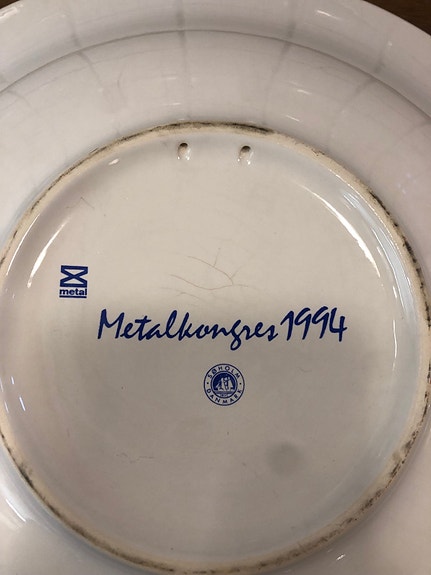 metal
Metalkongres 1994
SØHOLM
DANMARK